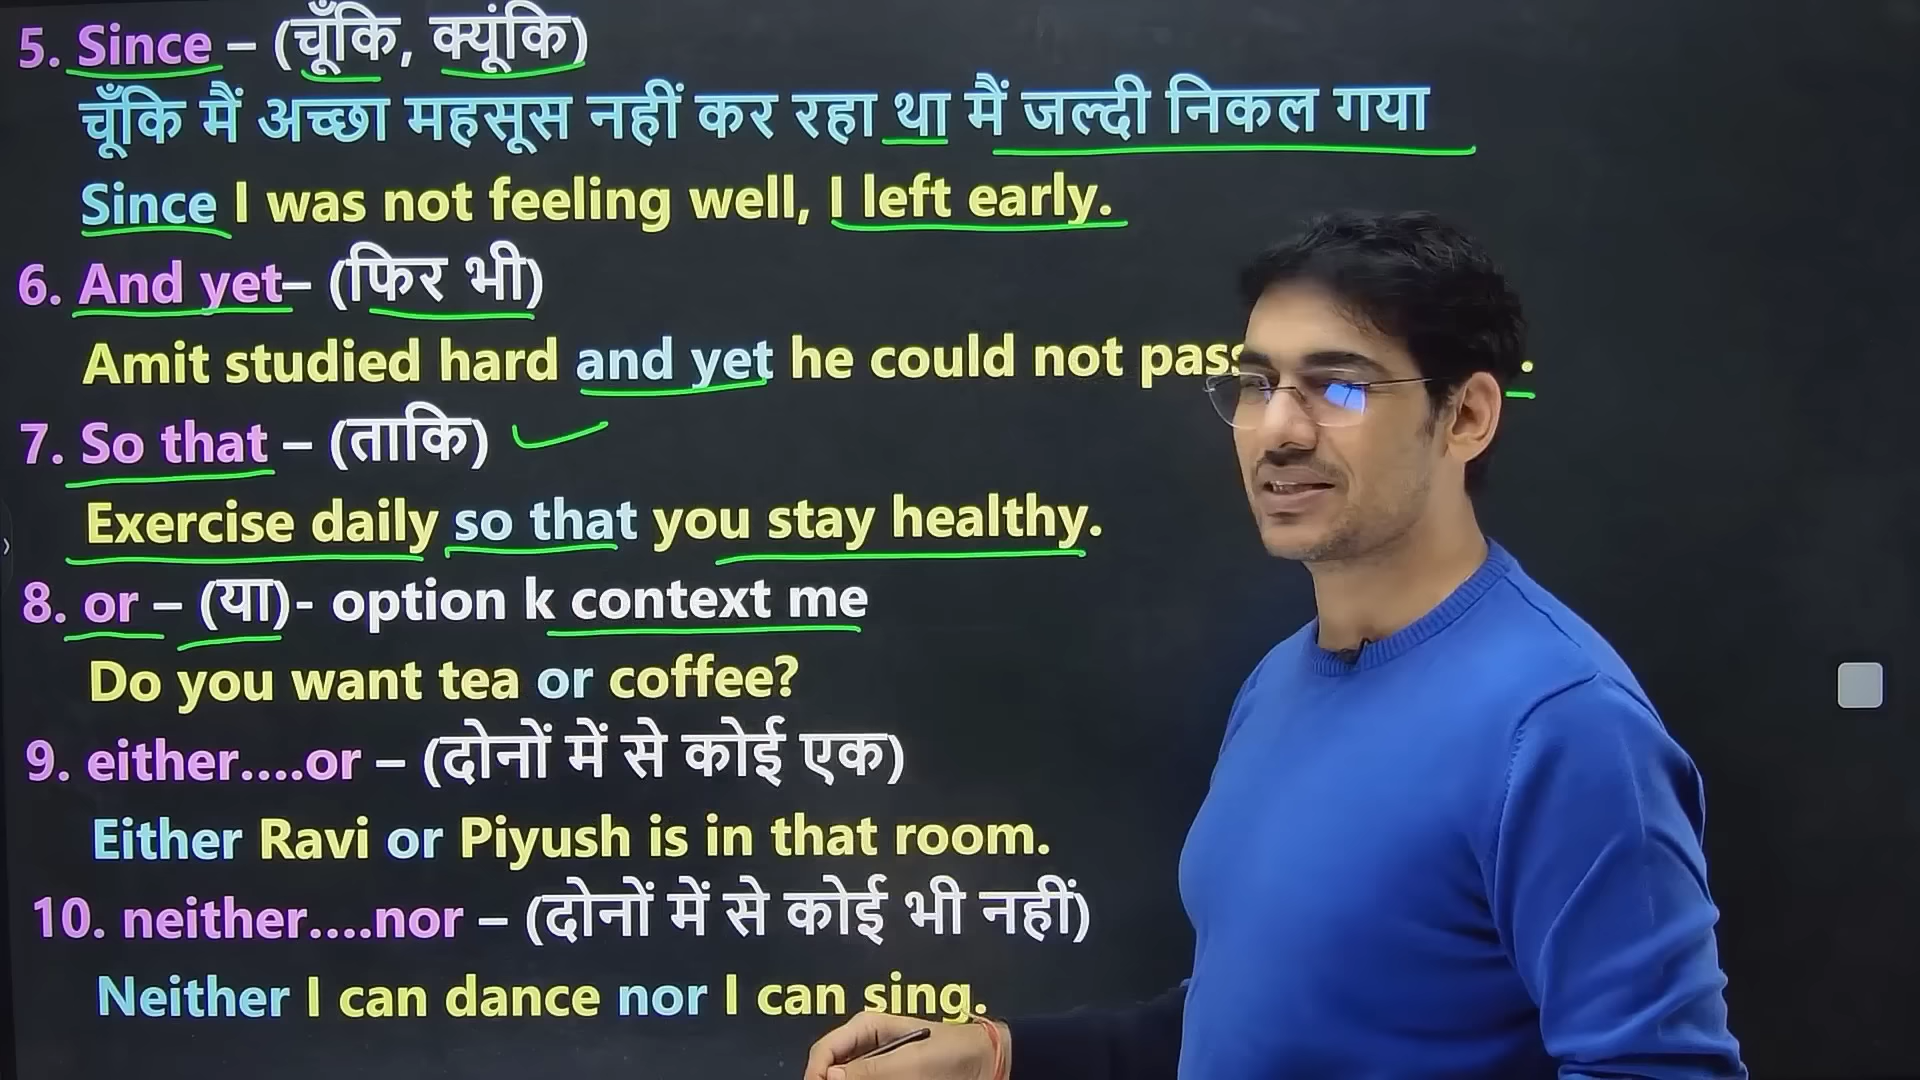 5. Since – (चूँकि, क्यूंकि)
चूँकि मैं अच्छा महसूस नहीं कर रहा था मैं जल्दी निकल गया
Since I was not feeling well, I left early.
6. And yet– (फिर भी)
Amit studied hard and yet he could not pass .
7. So that – (ताकि)
Exercise daily so that you stay healthy.
8. or – (या)- option k context me
Do you want tea or coffee?
9. either....or – (दोनों में से कोई एक)
Either Ravi or Piyush is in that room.
10. neither....nor – (दोनों में से कोई भी नहीं)
Neither I can dance nor I can sing.